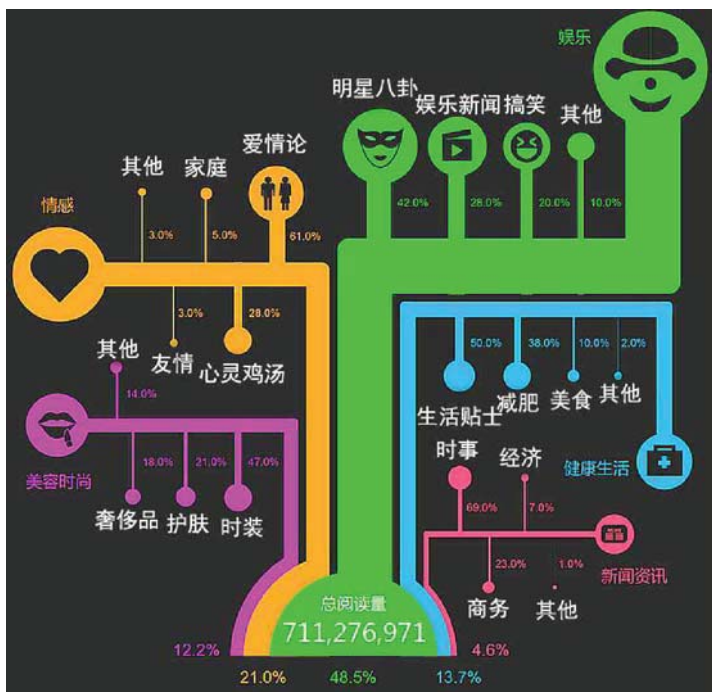 娱乐
明星八卦
娱乐新闻
搞笑
其他
42.0%
28.0%
20.0%
10.0%
情感
其他
家庭
爱情论
3.0%
5.0%
61.0%
3.0%
28.0%
友情
心灵鸡汤
其他
14.0%
美容时尚
18.0%
21.0%
47.0%
奢侈品
护肤
时装
50.0%
38.0%
10.0%
2.0%
生活贴士
减肥
美食
其他
健康生活
时事
经济
69.0%
7.0%
23.0%
1.0%
新闻资讯
商务
其他
总阅读量
711,276,971
12.2%
21.0%
48.5%
13.7%
4.6%